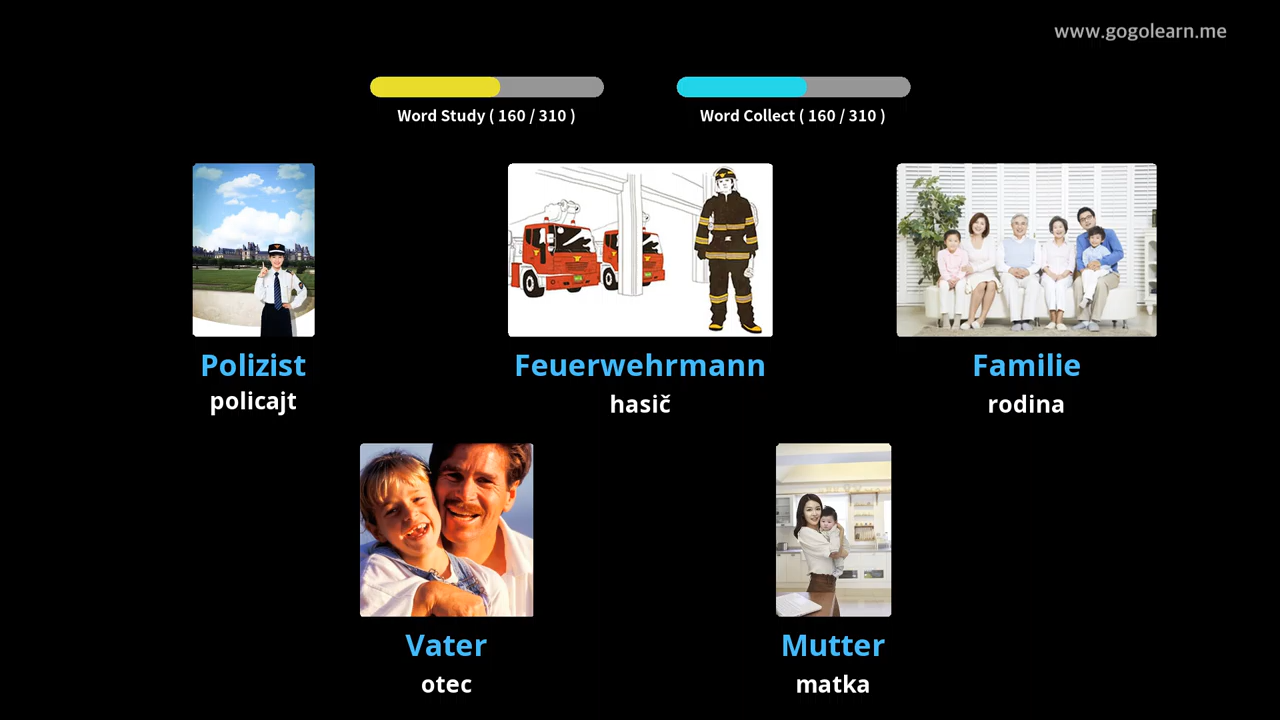 www.gogolearn.me
Word Study ( 160 / 310 )
Word Collect ( 160 / 310 )
Polizist
policajt
Feuerwehrmann
hasič
Familie
rodina
Vater
otec
Mutter
matka